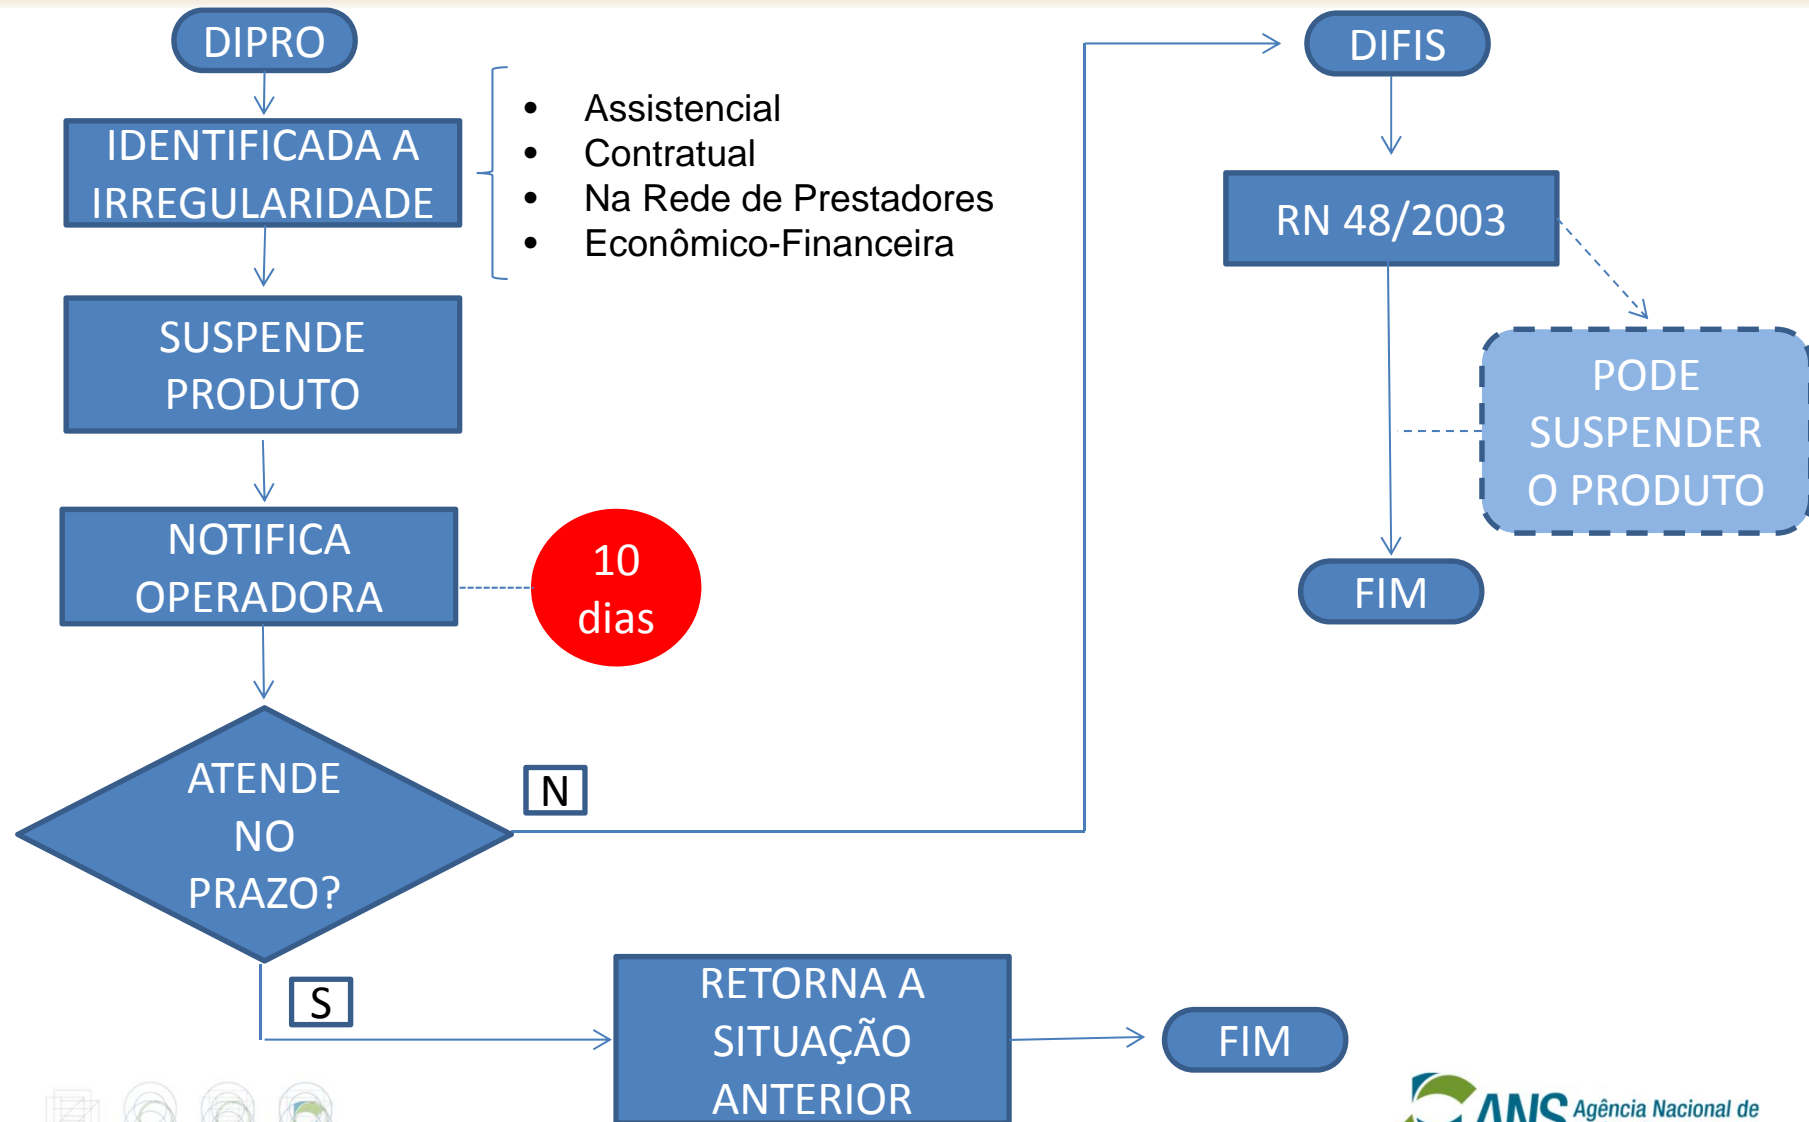 DIPRO
IDENTIFICADA A
IRREGULARIDADE
• Assistencial
• Contratual
• Na Rede de Prestadores
• Econômico-Financeira
SUSPENDE
PRODUTO
NOTIFICA
OPERADORA
10
dias
ATENDE
NO
PRAZO?
N
S
RETORNA A
SITUAÇÃO
ANTERIOR
FIM
DIFIS
RN 48/2003
PODE
SUSPENDER
O PRODUTO
FIM
ANS Agência Nacional de